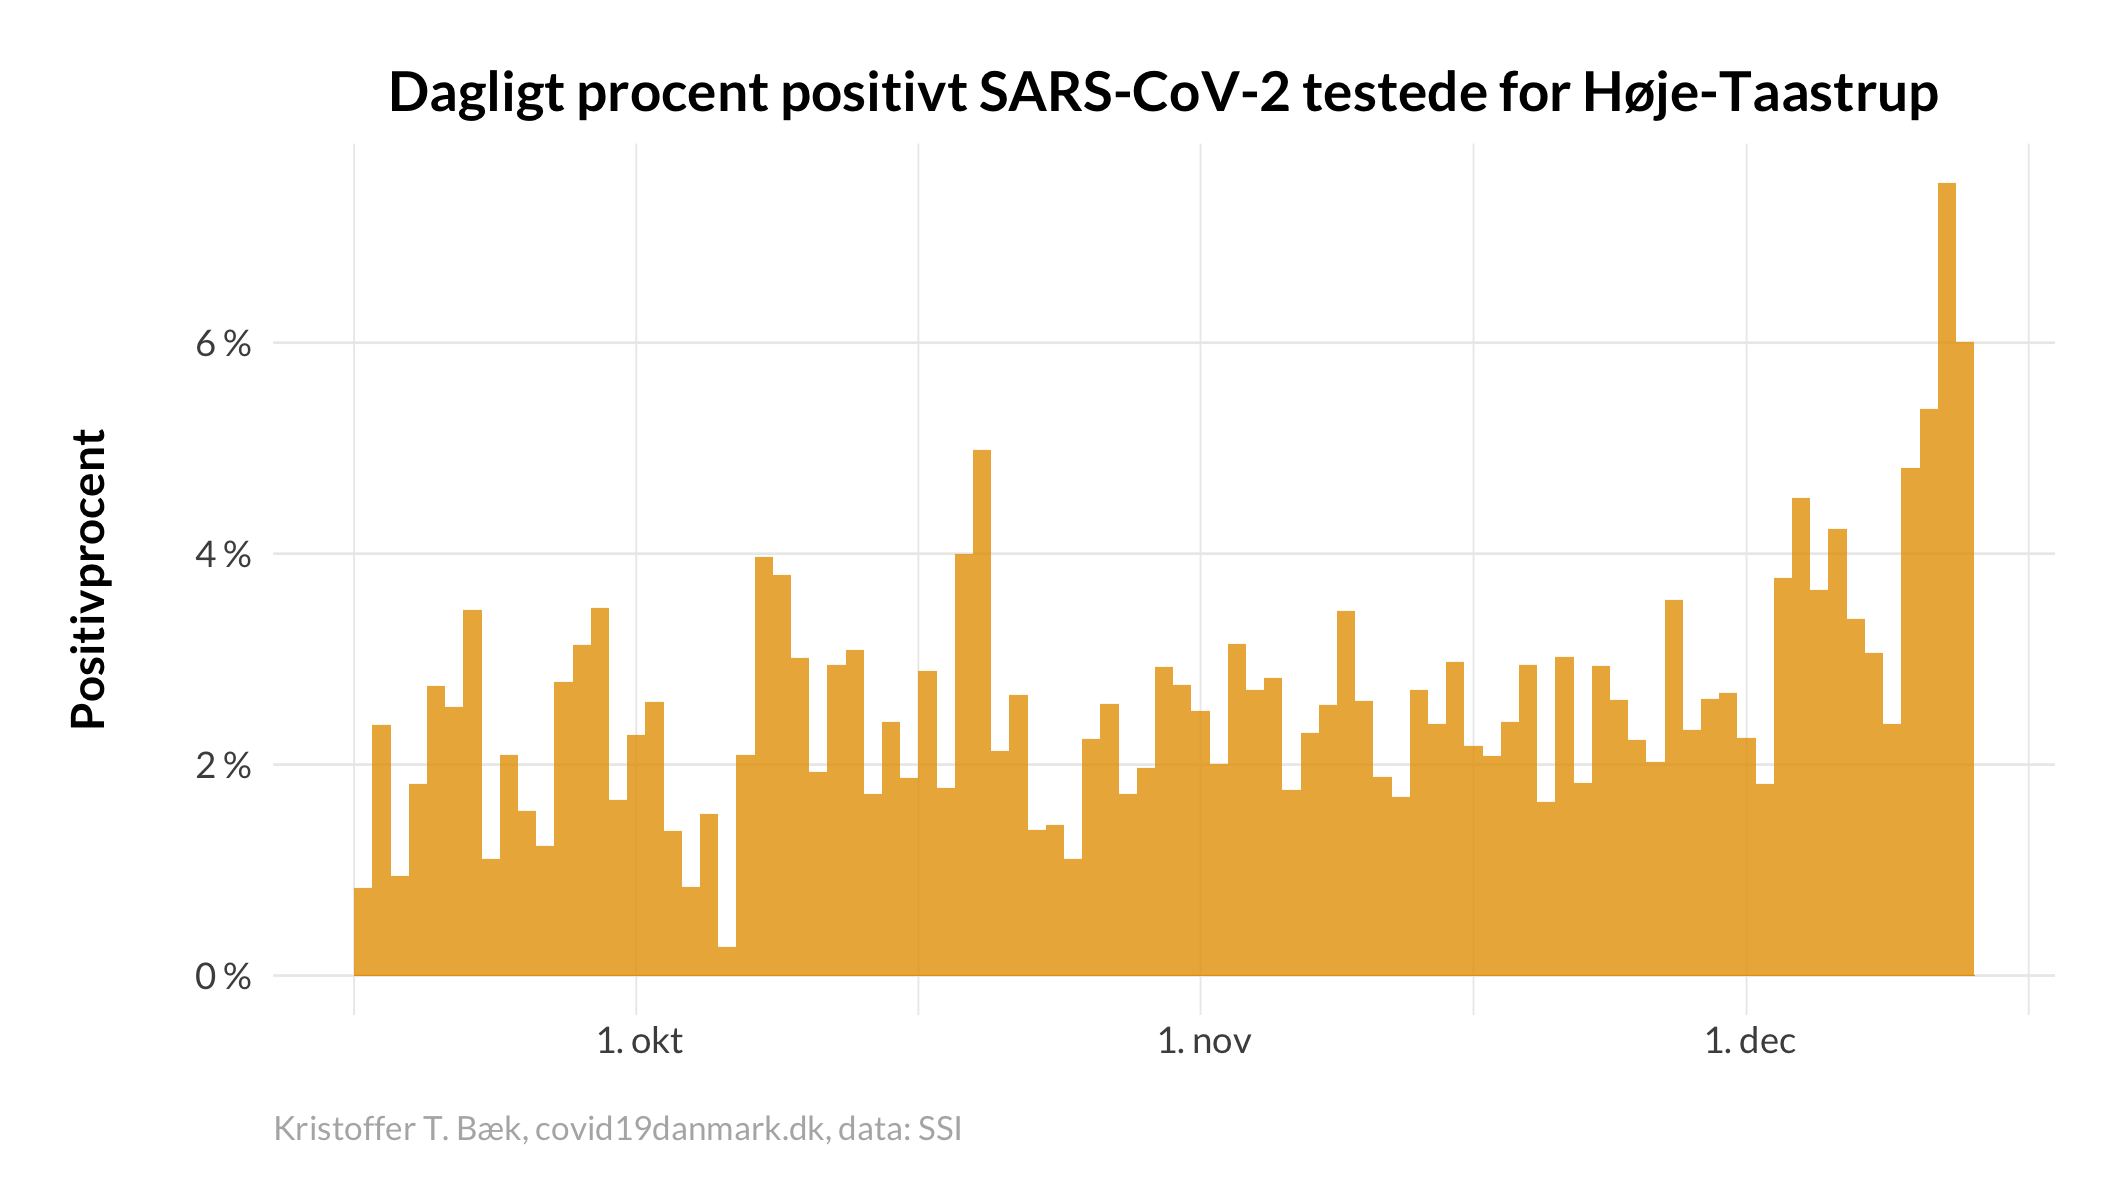 Dagligt procent positivt SARS-CoV-2 testede for Høje-Taastrup
Positivprocent
6 %
4 %
2 %
0 %
1. okt
1. nov
1. dec
Kristoffer T. Bæk, covid19danmark.dk, data: SSI